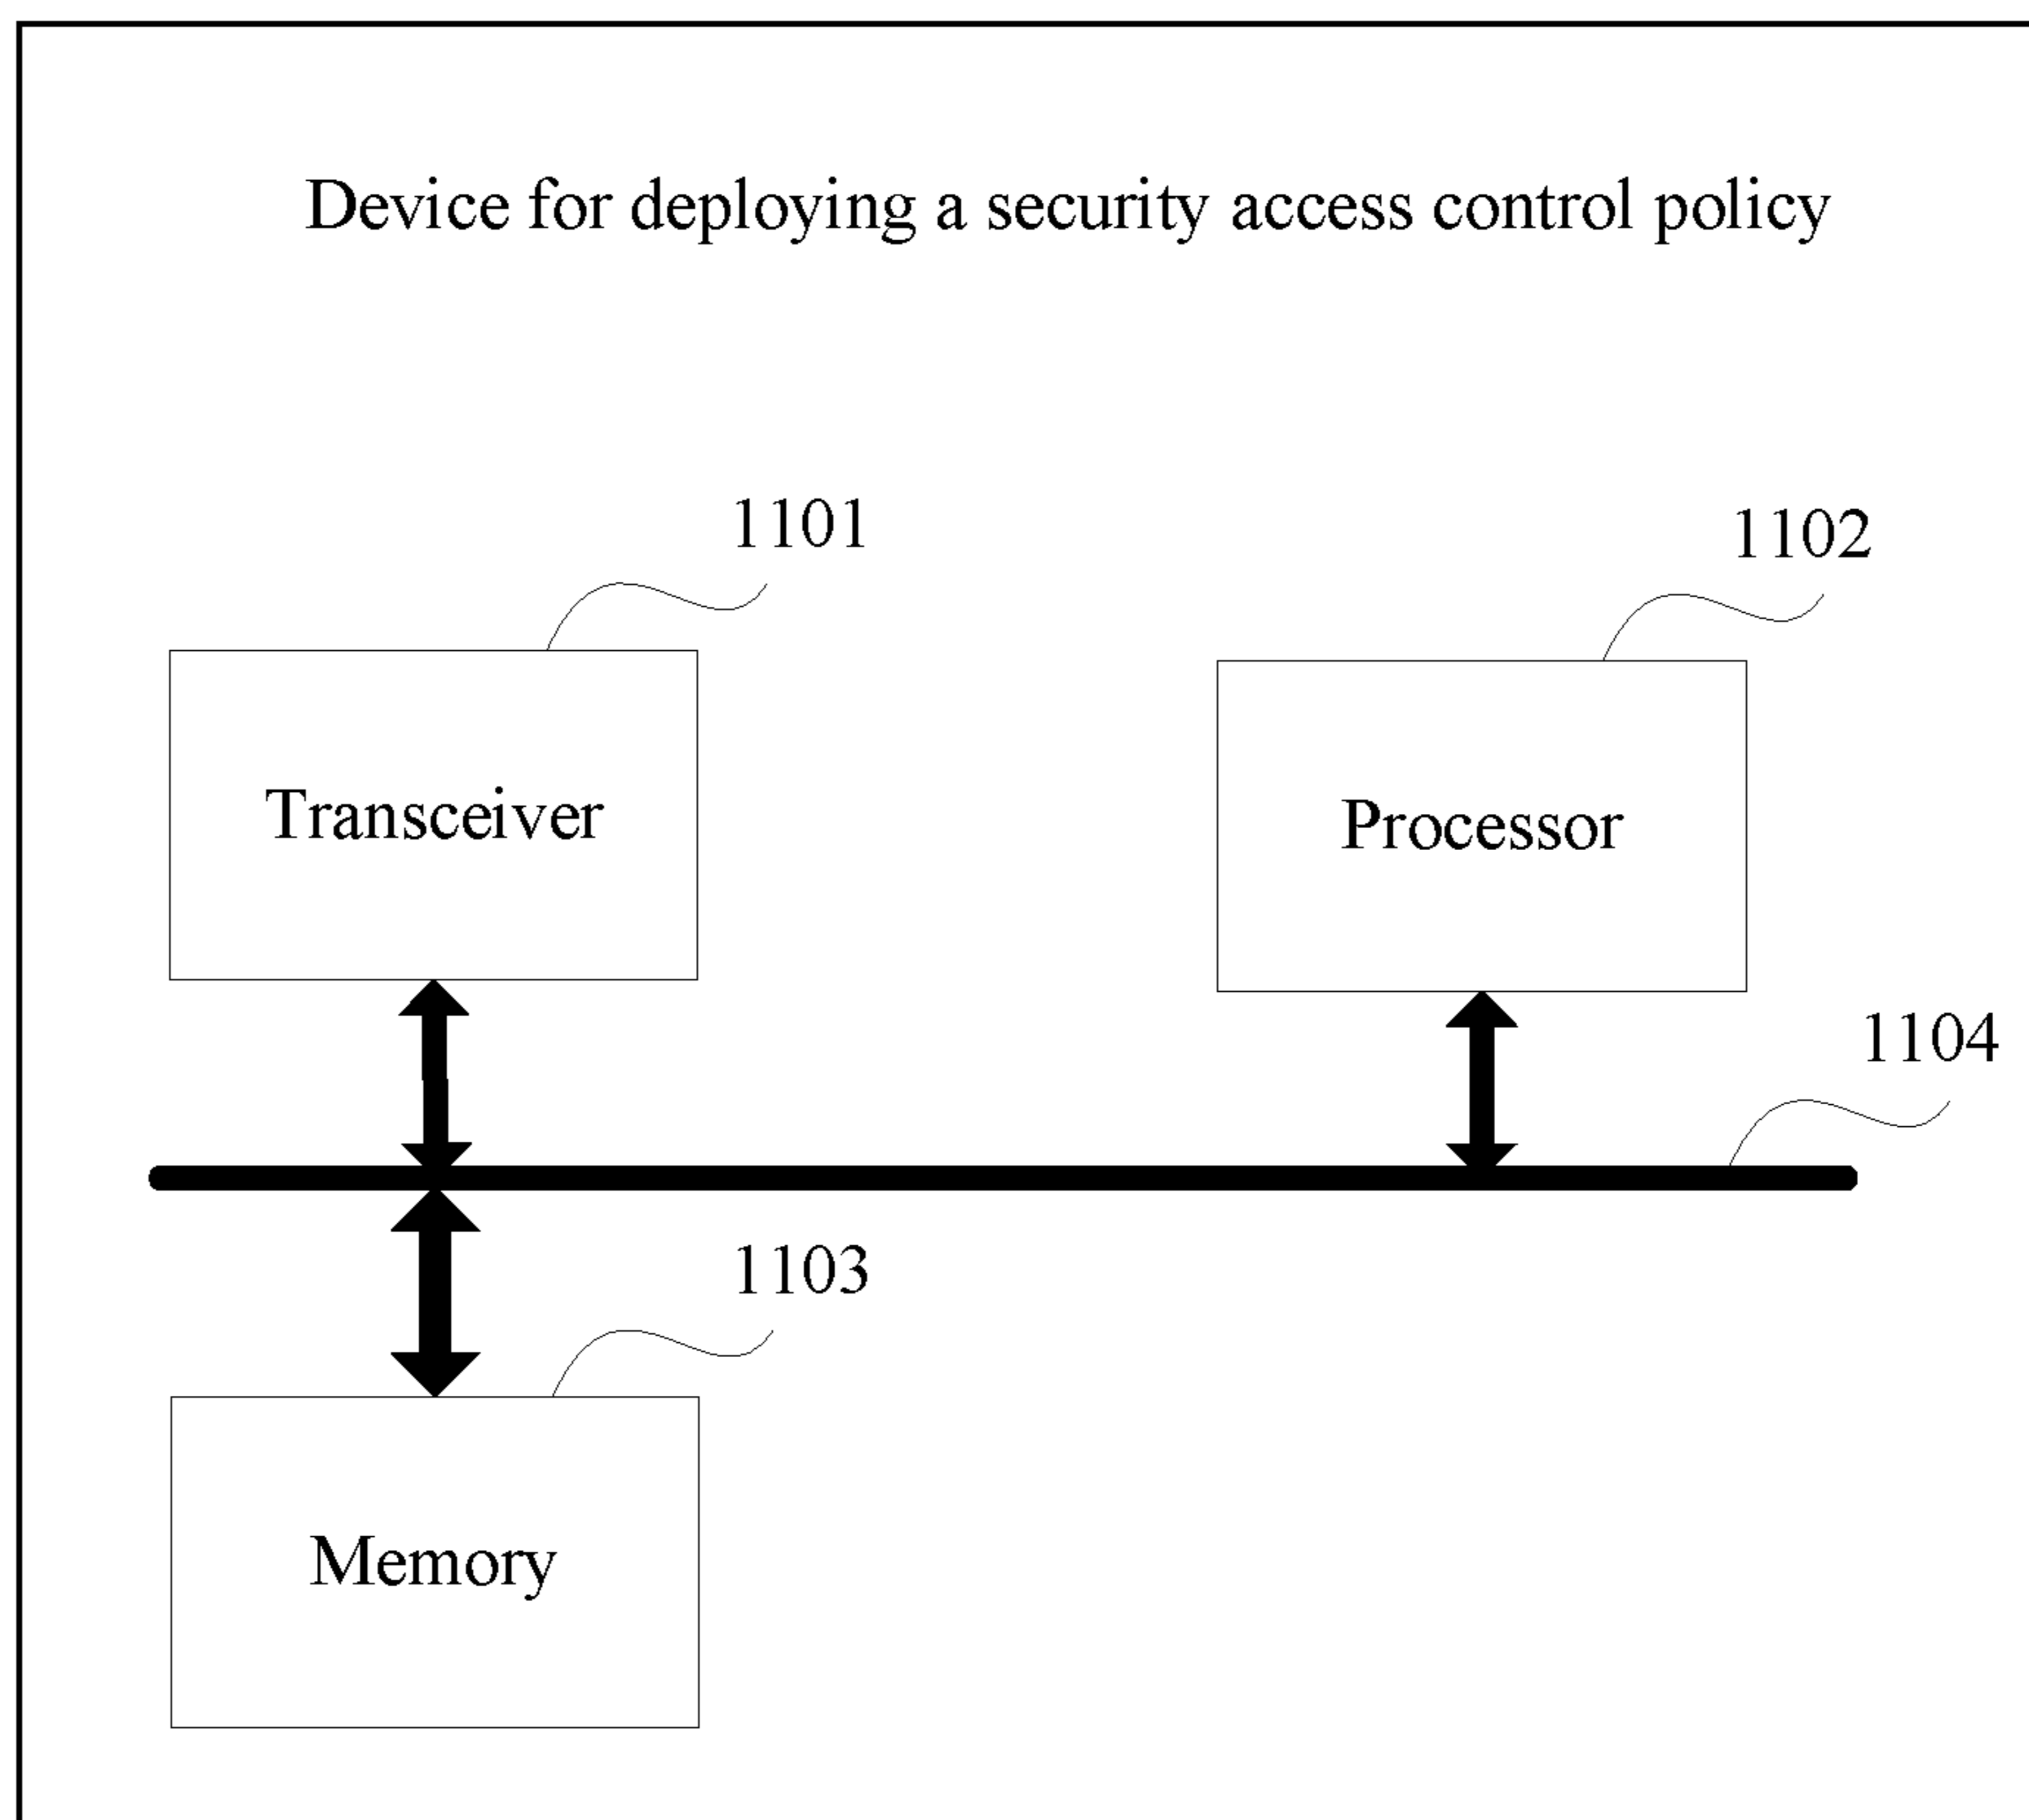 Device for deploying a security access control policy
1101
1102
Transceiver
Processor
1104
1103
Memory